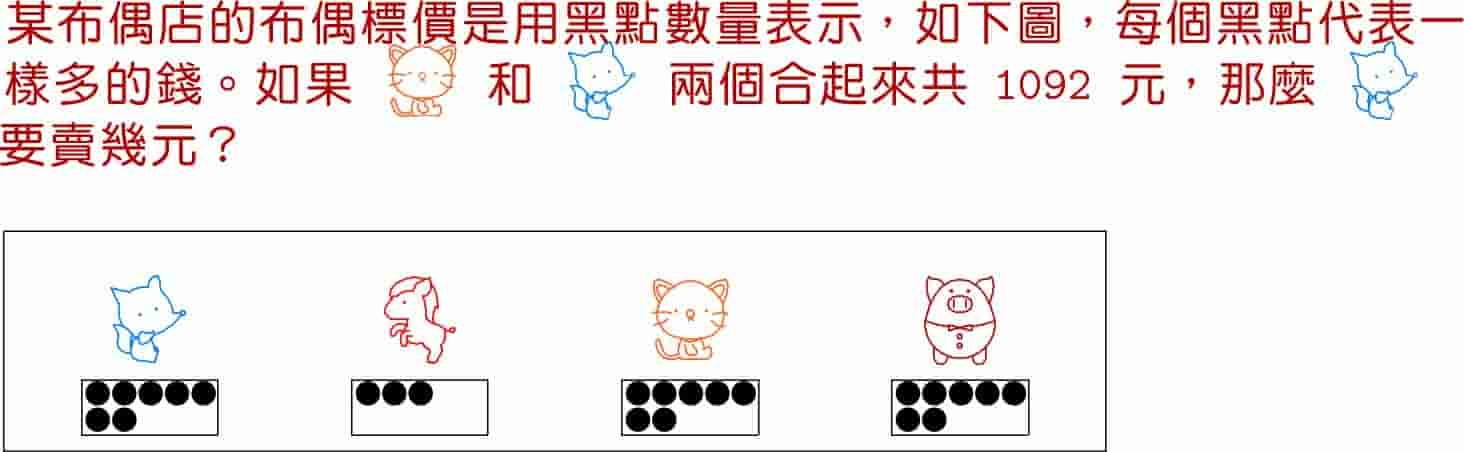 某布偶店的布偶標價是用黑點數量表示，如下圖，每個黑點代表一
樣多的錢。如果 和 兩個合起來共 1092 元，那麼
要賣幾元？